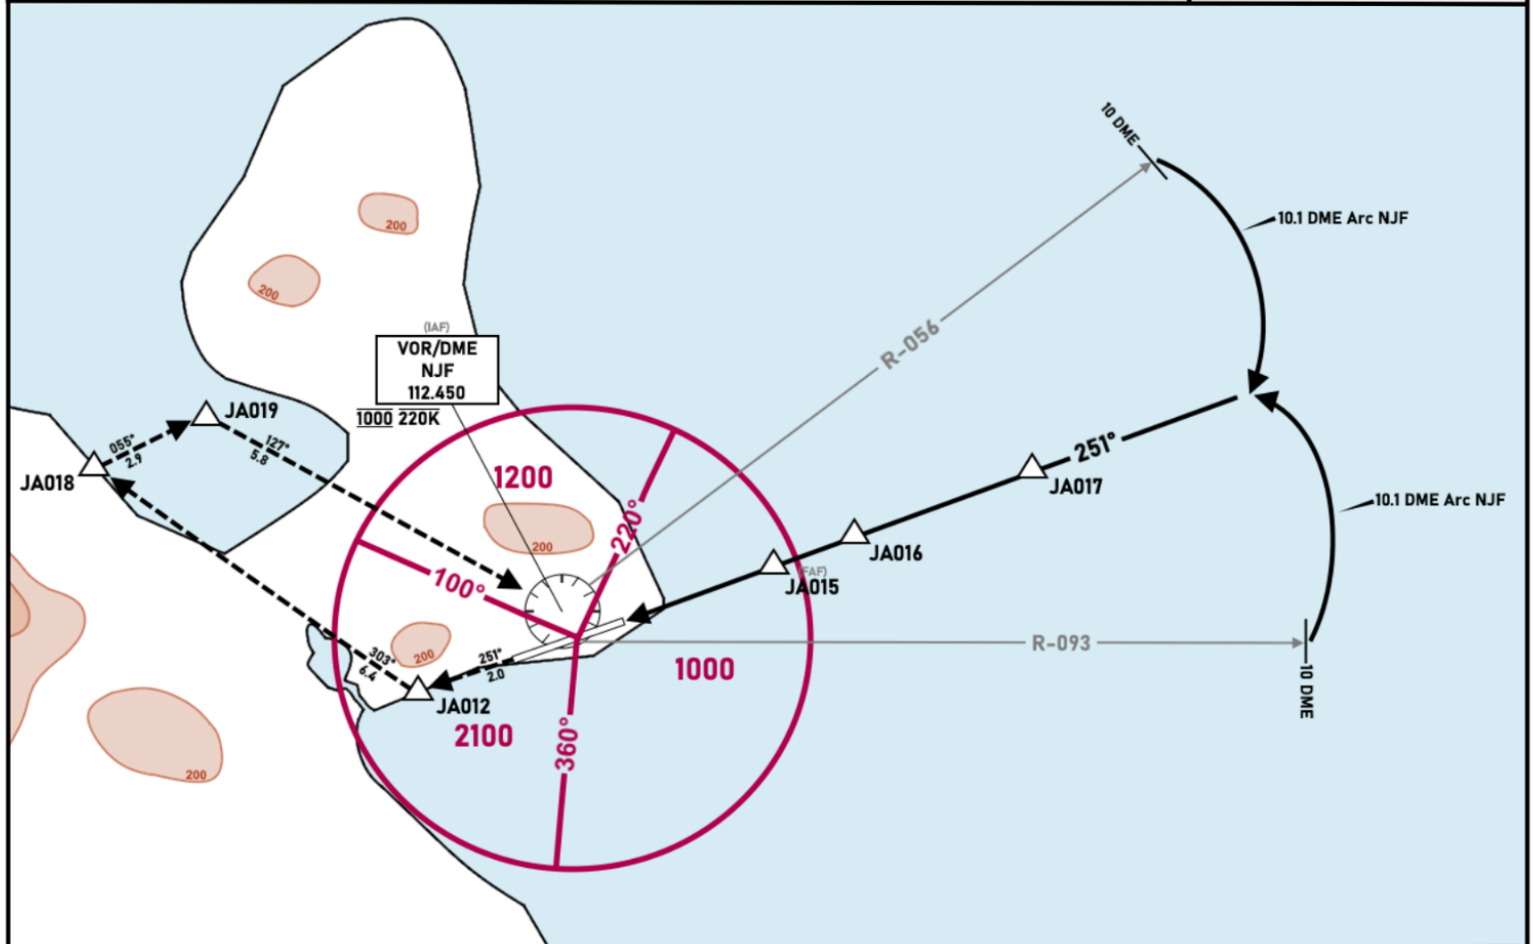 10 DME
10.1 DME Arc NJF
200
200
R-056
(IAF)
VOR/DME
NJF
112.450
1000 220K
JA019
055°
2.9
127°
5.8
JA018
251°
JA017
1200
10.1 DME Arc NJF
220°
200
JA016
(FAF)
JA015
100°
R-093
200
303°
6.4
251°
2.0
1000
10 DME
JA012
2100
360°
200